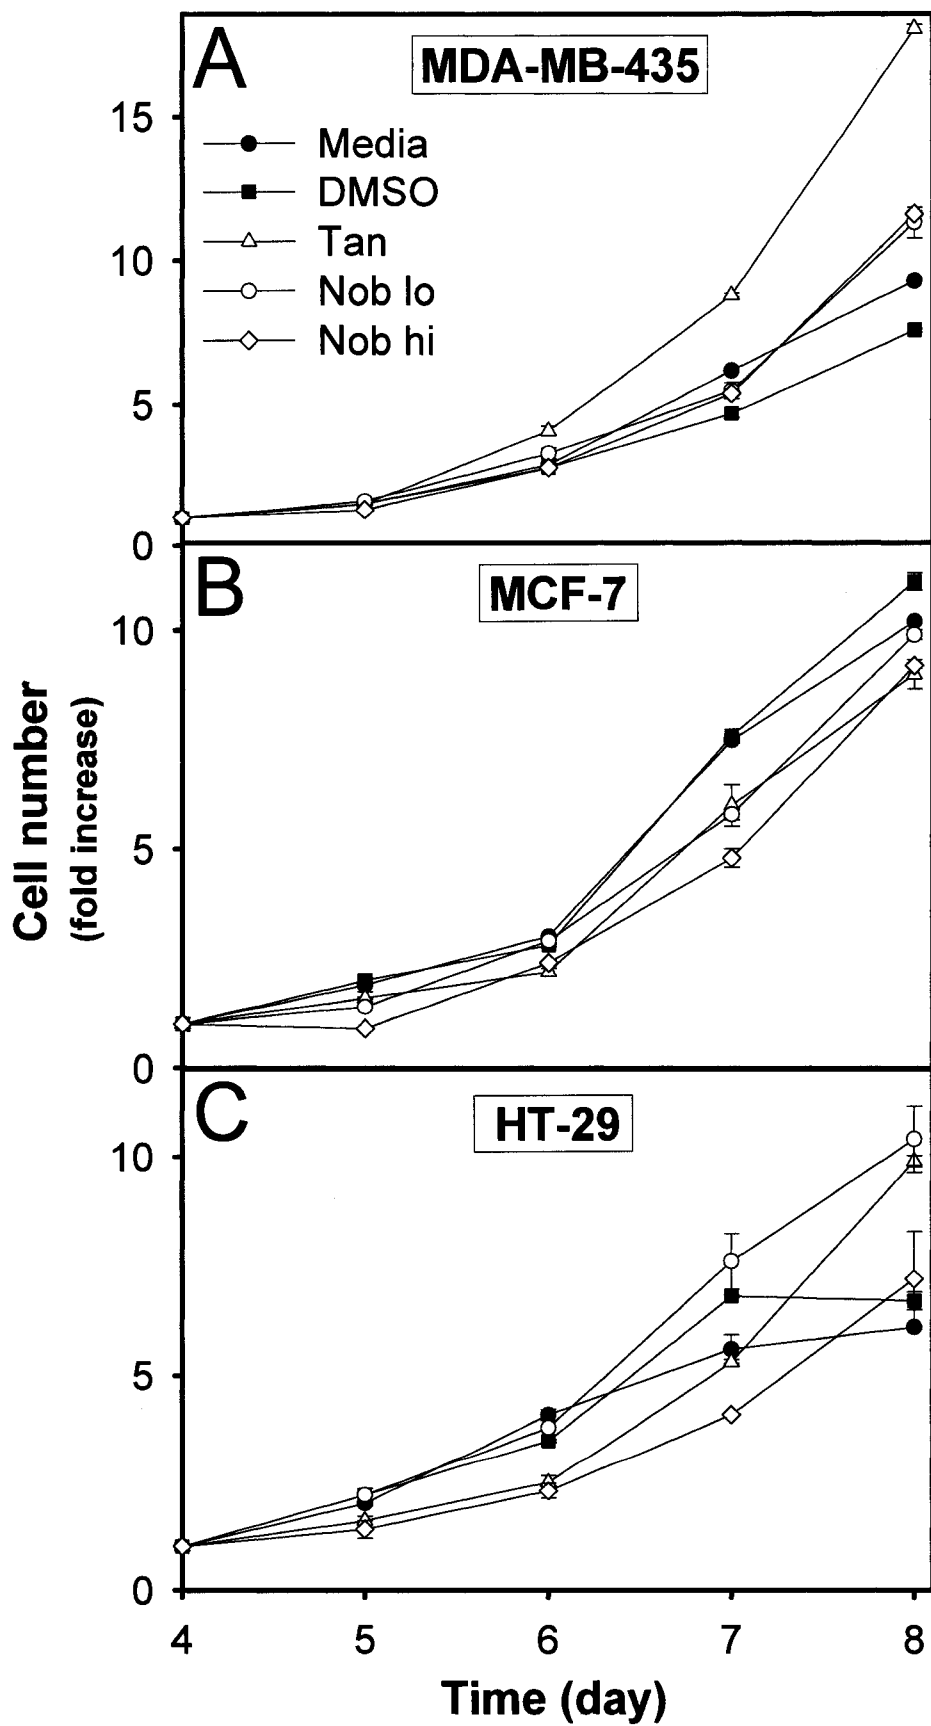 A
MDA-MB-435
15
10
5
0
Media
DMSO
Tan
Nob lo
Nob hi
B
MCF-7
10
5
0
Cell number
(fold increase)
C
HT-29
10
5
0
4 5 6 7 8
Time (day)